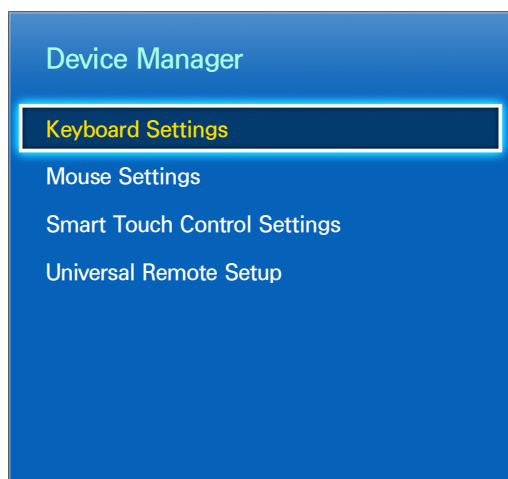 Device Manager
Keyboard Settings
Mouse Settings
Smart Touch Control Settings
Universal Remote Setup